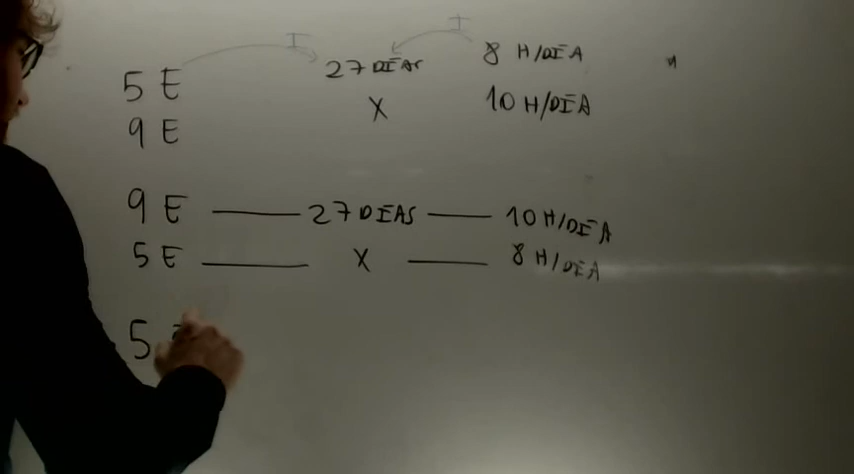 I I
5 E 27 DÍAS 8 H/DÍA
9 E X 10 H/DÍA
9 E — 27 DÍAS — 10 H/DÍA
5 E — X — 8 H/DÍA
5